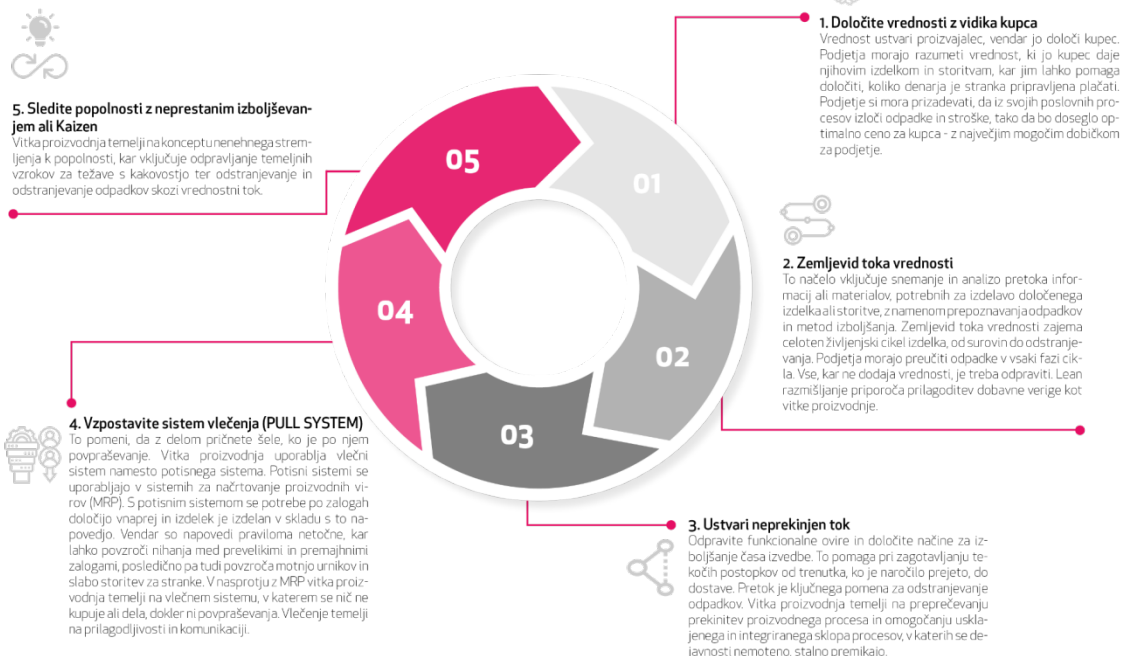 1. Določite vrednosti z vidika kupca
Vrednost ustvari proizvajalec, vendar jo določi kupec.
Podjetja morajo razumeti vrednost, ki jo kupec daje
njihovim izdelkom in storitvam, kar jim lahko pomaga
določiti, koliko denarja je stranka pripravljena plačati.
Podjetje si mora prizadevati, da iz svojih poslovnih pro-
cesov izloči odpadke in stroške, tako da bo doseglo op-
timalno ceno za kupca - z največjim mogočim dobičkom
za podjetje.
2. Zemljevid toka vrednosti
To načelo vključuje snemanje in analizo pretoka infor-
macij ali materialov, potrebnih za izdelavo določenega
izdelka ali storitve, z namenom prepoznavanja odpadkov
in metod izboljšanja. Zemljevid toka vrednosti zajema
celoten življenjski cikel izdelka, od surovin do odstranje-
vanja. Podjetja morajo preučiti odpadke v vsaki fazi cik-
la. Vse, kar ne dodaja vrednosti, je treba odpraviti. Lean
razmišljanje priporoča prilagoditev dobavne verige kot
vitke proizvodnje.
3. Ustvari neprekinjen tok
Odpravite funkcionalne ovire in določite načine za iz-
boljšanje časa izvedbe. To pomaga pri zagotavljanju te-
kočih postopkov od trenutka, ko je naročilo prejeto, do
dostave. Pretok je ključnega pomena za odstranjevanje
odpadkov. Vitka proizvodnja temelji na preprečevanju
prekinitev proizvodnega procesa in omogočanju uskla-
jenega in integriranega sklopa procesov, v katerih se de-
javnosti nemoteno, stalno premikajo.
4. Vzpostavite sistem vlečenja (PULL SYSTEM)
To pomeni, da z delom pričnete šele, ko je po njem
povpraševanje. Vitka proizvodnja uporablja vlečni
sistem namesto potisnega sistema. Potisni sistemi se
uporabljajo v sistemih za načrtovanje proizvodnih vi-
rov (MRP). S potisnim sistemom se potrebe po zalogah
določijo vnaprej in izdelek je izdelan v skladu s to na-
povedjo. Vendar so napovedi praviloma netočne, kar
lahko povzroči nihanja med prevelikimi in premajhnimi
zalogami, posledično pa tudi povzroča motnjo urnikov in
slabo storitev za stranke. V nasprotju z MRP vitka proiz-
vodnja temelji na vlečnem sistemu, v katerem se nič ne
kupuje ali dela, dokler ni povpraševanja. Vlečenje temelji
na prilagodljivosti in komunikaciji.
5. Sledite popolnosti z neprestanim izboljševan-
jem ali Kaizen
Vitka proizvodnja temelji na konceptu nenehnega strem-
ljenja k popolnosti, kar vključuje odpravljanje temeljnih
vzrokov za težave s kakovostjo ter odstranjevanje in
odstranjevanje odpadkov skozi vrednostni tok.
01
02
03
04
05